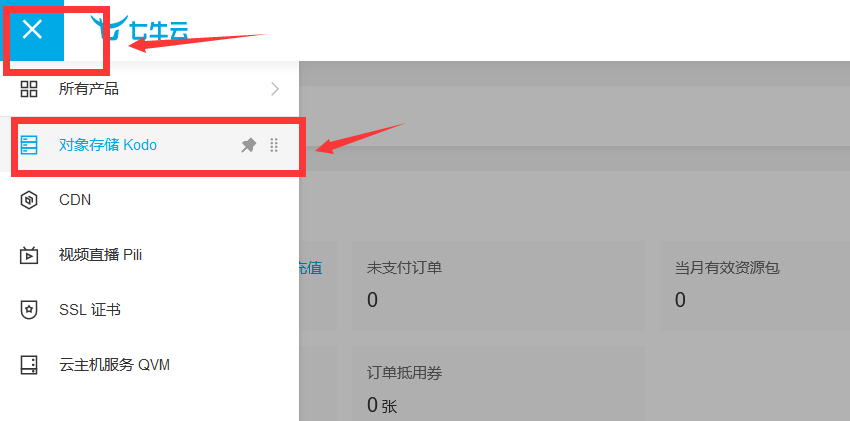 七牛云
所有产品
对象存储 Kodo
CDN
视频直播 Pili
SSL 证书
云主机服务 QVM
充值
未支付订单
0
当月有效资源包
0
订单抵用券
0 张